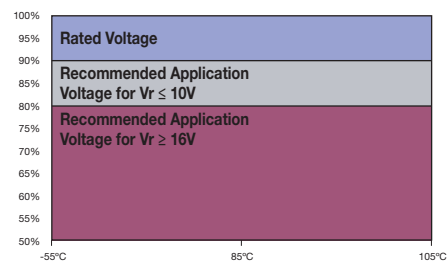 100%
95%
90%
85%
80%
75%
70%
65%
60%
55%
50%
Rated Voltage
Recommended Application
Voltage for Vr ≤ 10V
Recommended Application
Voltage for Vr ≥ 16V
-55ºC
85ºC
105ºC